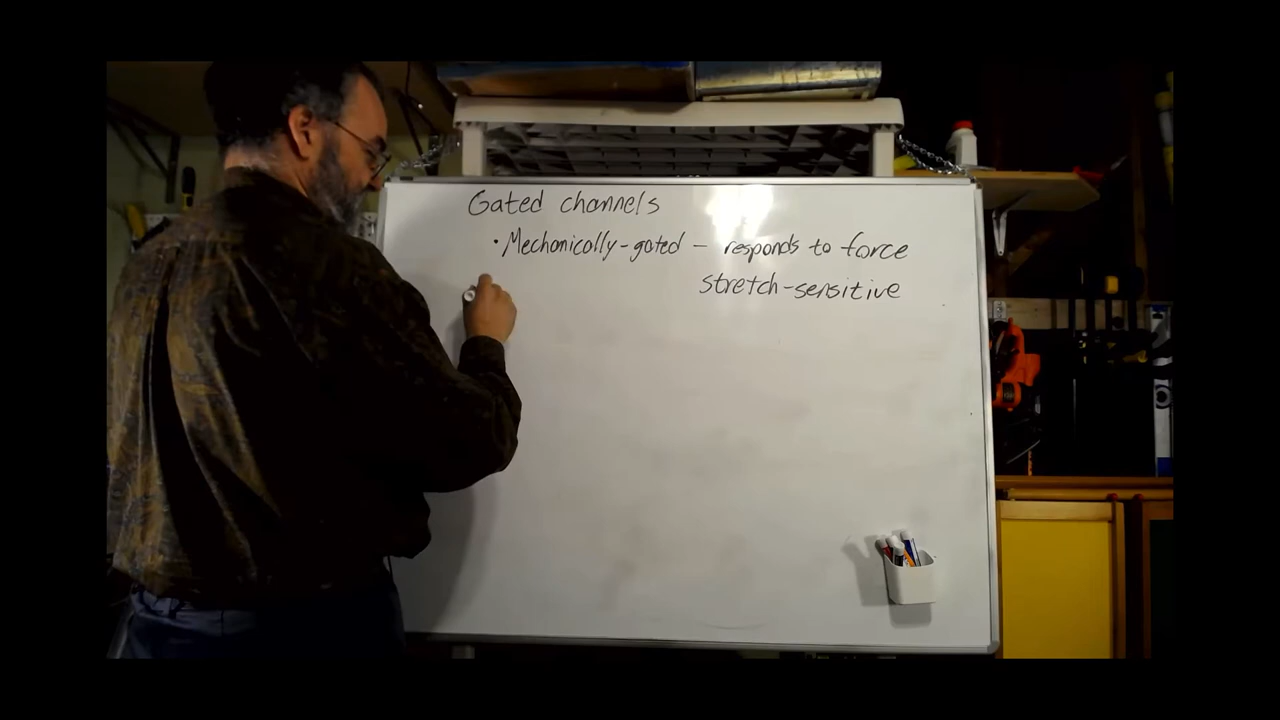 Gated channels
• Mechanically-gated – responds to force
stretch-sensitive